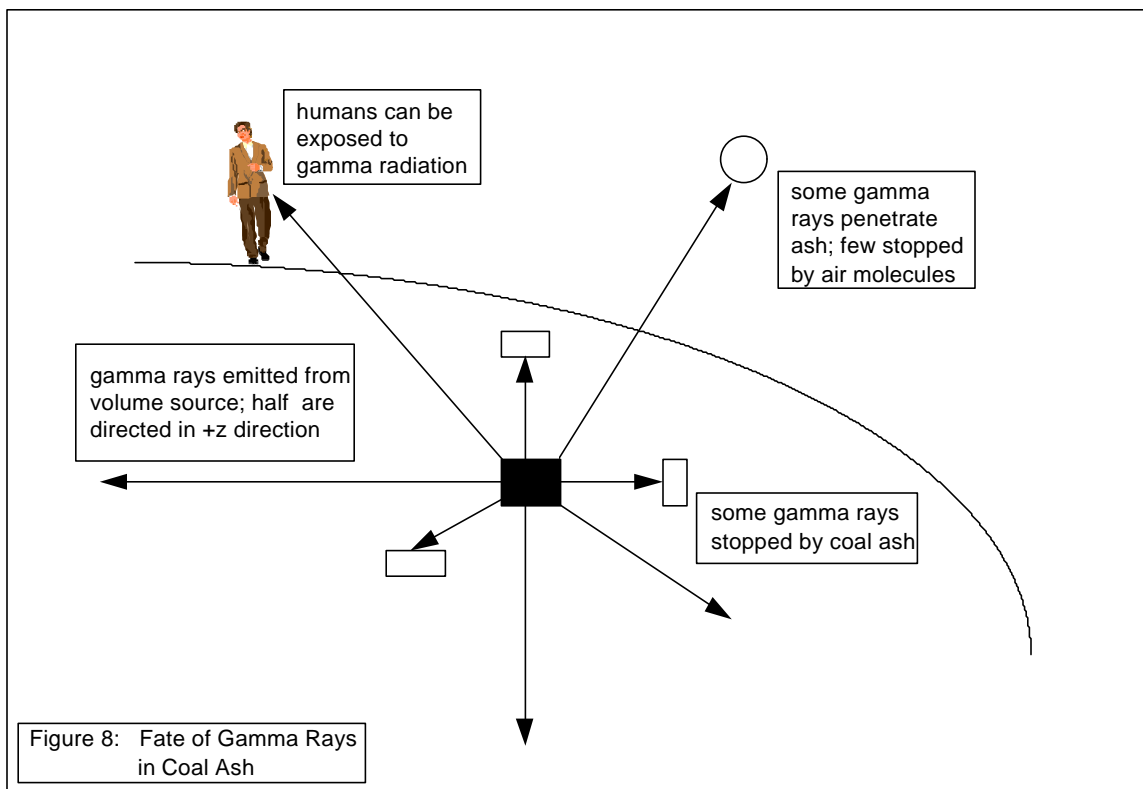 humans can be
exposed to
gamma radiation
some gamma
rays penetrate
ash; few stopped
by air molecules
gamma rays emitted from
volume source; half are
directed in +z direction
some gamma rays
stopped by coal ash
Figure 8: Fate of Gamma Rays
in Coal Ash